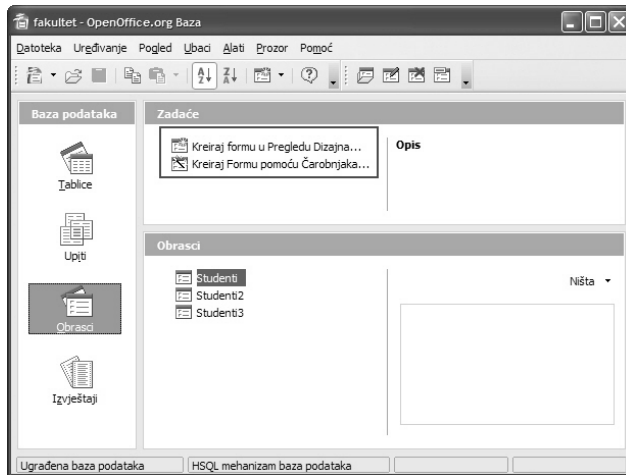 fakultet - OpenOffice.org Baza
Datoteka Uređivanje Pogled Ubaci Alati Prozor Pomoć
Baza podataka
Tablice
Upiti
Obrasci
Izvještaji
Zadaće
Kreiraj formu u Pregledu Dizajna...
Kreiraj Formu pomoću Čarobnjaka...
Opis
Obrasci
Studenti
Studenti2
Studenti3
Ništa
Ugrađena baza podataka HSQL mehanizam baza podataka